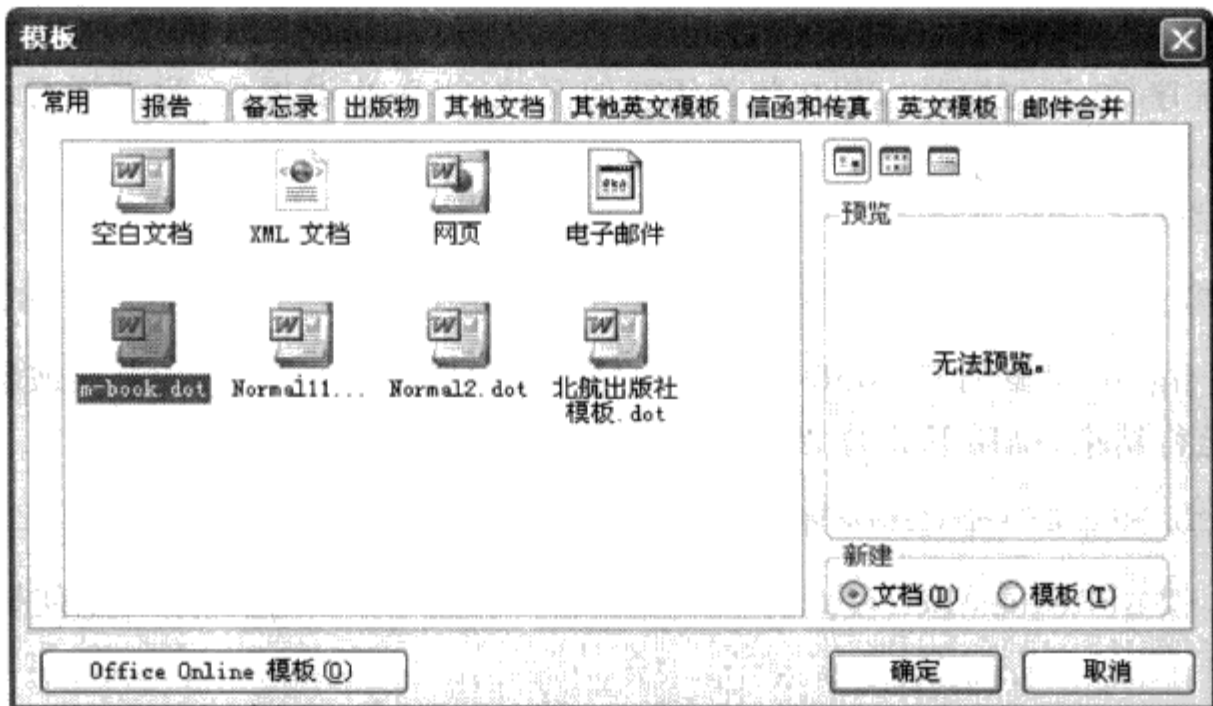 模板
常用 报告 备忘录 出版物 其他文档 其他英文模板 信函和传真 英文模板 邮件合并
空白文档 XML 文档 网页 电子邮件
m-book.dot Normal11... Normal2.dot 北航出版社
模板.dot
预览
无法预览。
新建
文档(D) 模板(T)
Office Online 模板(O) 确定 取消